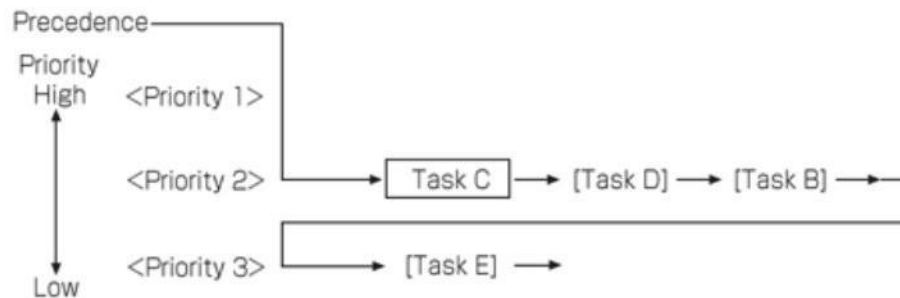 Precedence
Priority
High
<Priority 1>
<Priority 2> Task C [Task D] [Task B]
<Priority 3> [Task E]
Low